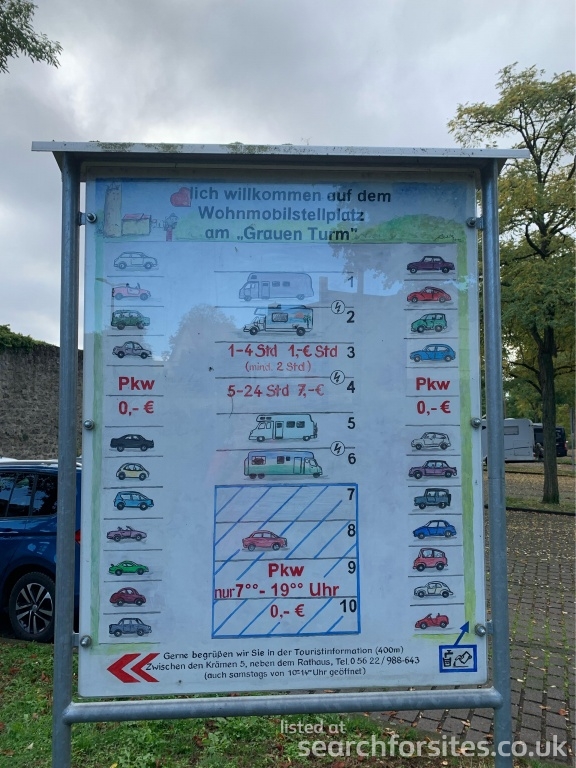 lich willkommen auf dem
Wohnmobilstellplatz
am „Grauen Turm"
1
2
1-4 Std 1,-€ Std 3
(mind. 2 Std)
5-24 Std 7,-€ 4
Pkw
0,- €
Pkw
0,- €
5
6
7
8
Pkw 9
nur 7°° - 19°° Uhr
0,- € 10
Gerne begrüßen wir Sie in der Touristinformation (400m)
Zwischen den Krämen 5, neben dem Rathaus, Tel. 0 56 22 / 988-643
(auch samstags von Uhr geöffnet)
listed at
searchforsites.co.uk